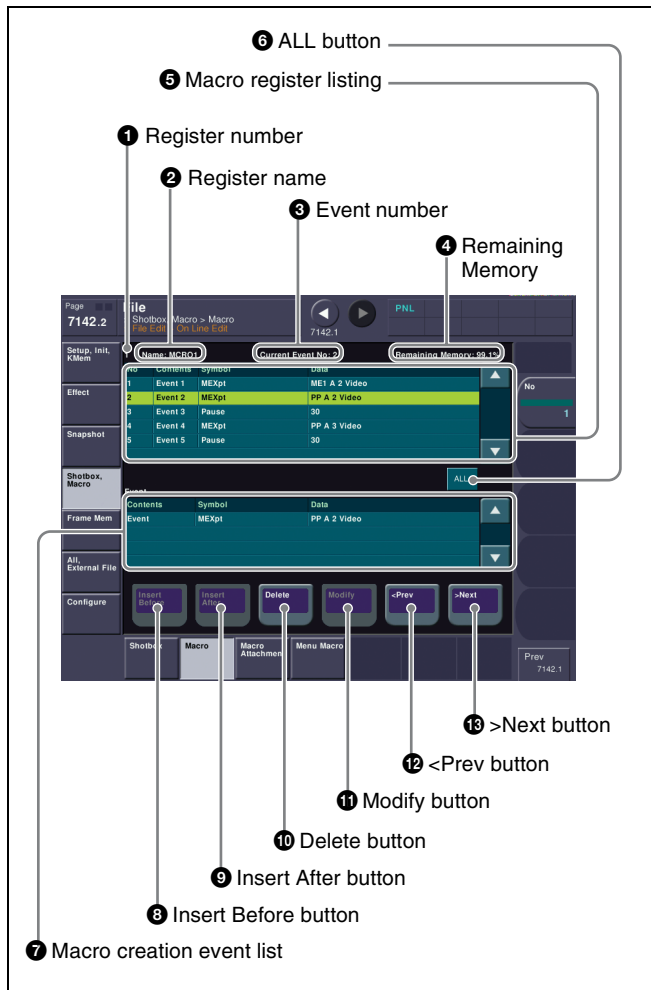 ❻ ALL button
❺ Macro register listing
❶ Register number
❷ Register name
❸ Event number
❹ Remaining
Memory
Page
7142.2
File
Shotbox, Macro > Macro
File Edit On Line Edit
7142.1
PNL
Setup, Init,
KMem
Effect
Snapshot
Shotbox,
Macro
Frame Mem
All,
External File
Configure
Name: MCRO1
Current Event No: 2
Remaining Memory: 99.1%
No Contents Symbol Data
1 Event 1 MEXpt ME1 A 2 Video
2 Event 2 MEXpt PP A 2 Video
3 Event 3 Pause 30
4 Event 4 MEXpt PP A 3 Video
5 Event 5 Pause 30
No
1
ALL
Event
Contents Symbol Data
Event MEXpt PP A 2 Video
Insert
Before
Insert
After
Delete
Modify
<Prev
>Next
Shotbox
Macro
Macro
Attachment
Menu Macro
Prev
7142.1
⓭ >Next button
⓬ <Prev button
⓫ Modify button
❿ Delete button
❾ Insert After button
❽ Insert Before button
❼ Macro creation event list